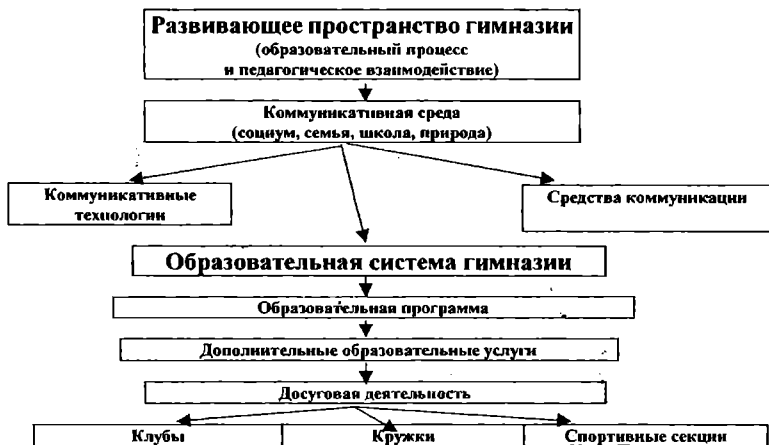 Развивающее пространство гимназии
(образовательный процесс
и педагогическое взаимодействие)
Коммуникативная среда
(социум, семья, школа, природа)
Коммуникативные
технологии
Средства коммуникации
Образовательная система гимназии
Образовательная программа
Дополнительные образовательные услуги
Досуговая деятельность
Клубы
Кружки
Спортивные секции